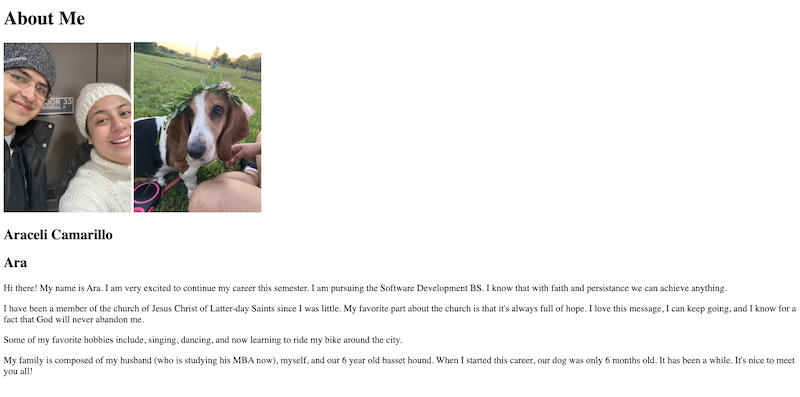 About Me
Araceli Camarillo
Ara
Hi there! My name is Ara. I am very excited to continue my career this semester. I am pursuing the Software Development BS. I know that with faith and persistance we can achieve anything.
I have been a member of the church of Jesus Christ of Latter-day Saints since I was little. My favorite part about the church is that it's always full of hope. I love this message, I can keep going, and I know for a
fact that God will never abandon me.
Some of my favorite hobbies include, singing, dancing, and now learning to ride my bike around the city.
My family is composed of my husband (who is studying his MBA now), myself, and our 6 year old basset hound. When I started this career, our dog was only 6 months old. It has been a while. It's nice to meet
you all!